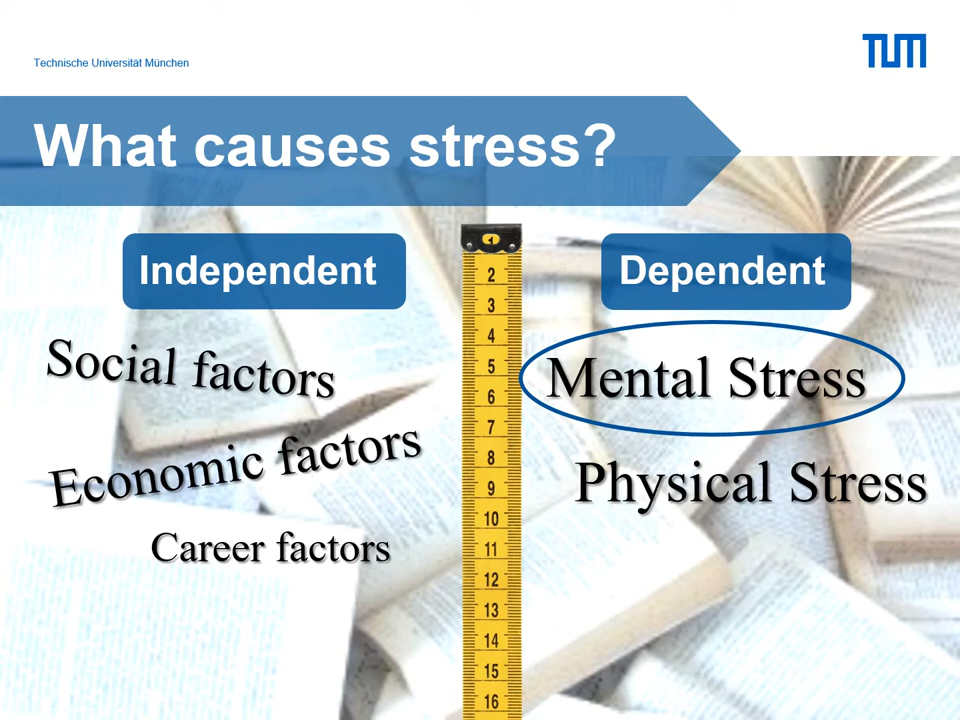 Technische Universität München
TUM
What causes stress?
Independent
Dependent
Social factors
Economic factors
Career factors
Mental Stress
Physical Stress
1
2
3
4
5
6
7
8
9
10
11
12
13
14
15
16